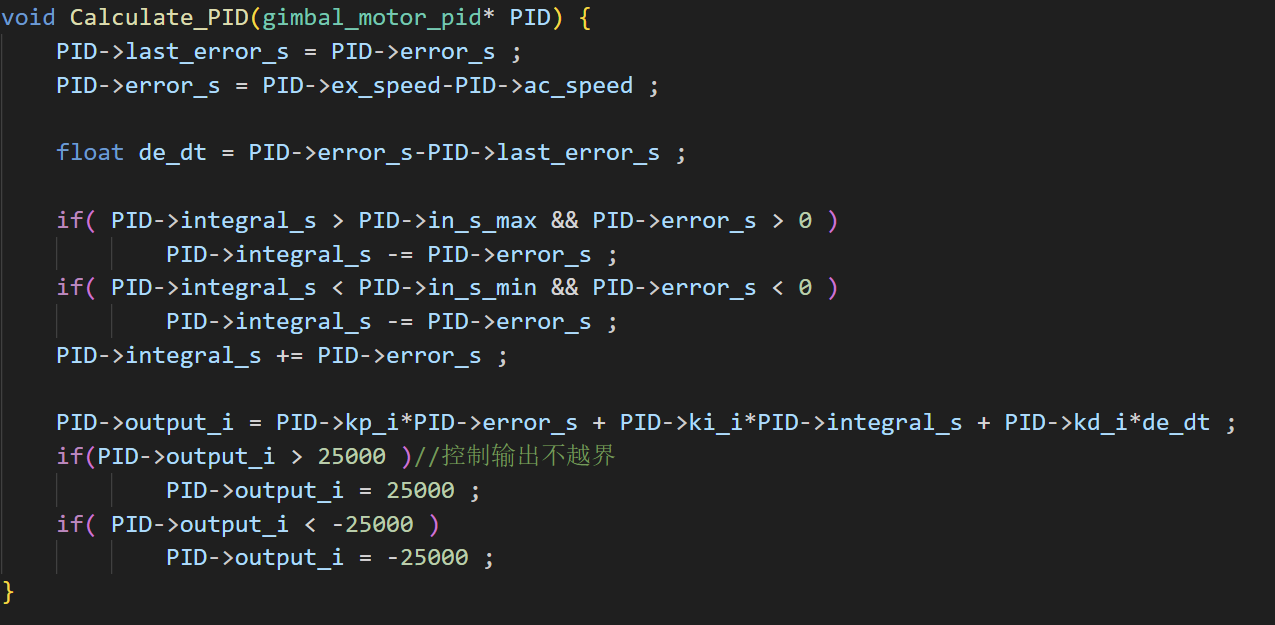 void Calculate_PID(gimbal_motor_pid* PID) {
    PID->last_error_s = PID->error_s ;
    PID->error_s = PID->ex_speed-PID->ac_speed ;

    float de_dt = PID->error_s-PID->last_error_s ;

    if( PID->integral_s > PID->in_s_max && PID->error_s > 0 )
            PID->integral_s -= PID->error_s ;
    if( PID->integral_s < PID->in_s_min && PID->error_s < 0 )
            PID->integral_s -= PID->error_s ;
    PID->integral_s += PID->error_s ;

    PID->output_i = PID->kp_i*PID->error_s + PID->ki_i*PID->integral_s + PID->kd_i*de_dt ;
    if(PID->output_i > 25000 )//控制输出不越界
            PID->output_i = 25000 ;
    if( PID->output_i < -25000 )
            PID->output_i = -25000 ;
}